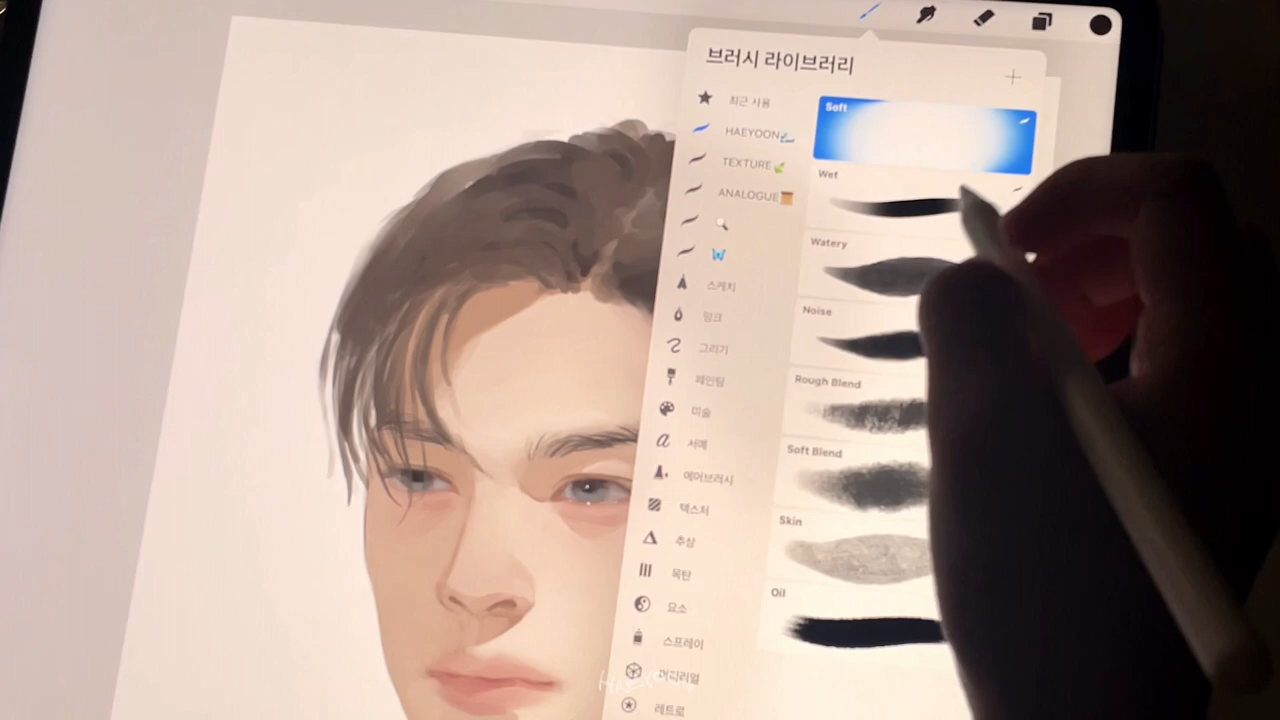 브러시 라이브러리
최근 사용
HAEYOON
TEXTURE
ANALOGUE
스케치
잉크
그리기
페인팅
미술
서예
에어브러시
텍스처
추상
목탄
요소
스프레이
머티리얼
레트로
Soft
Wet
Watery
Noise
Rough Blend
Soft Blend
Skin
Oil
HAEYOON